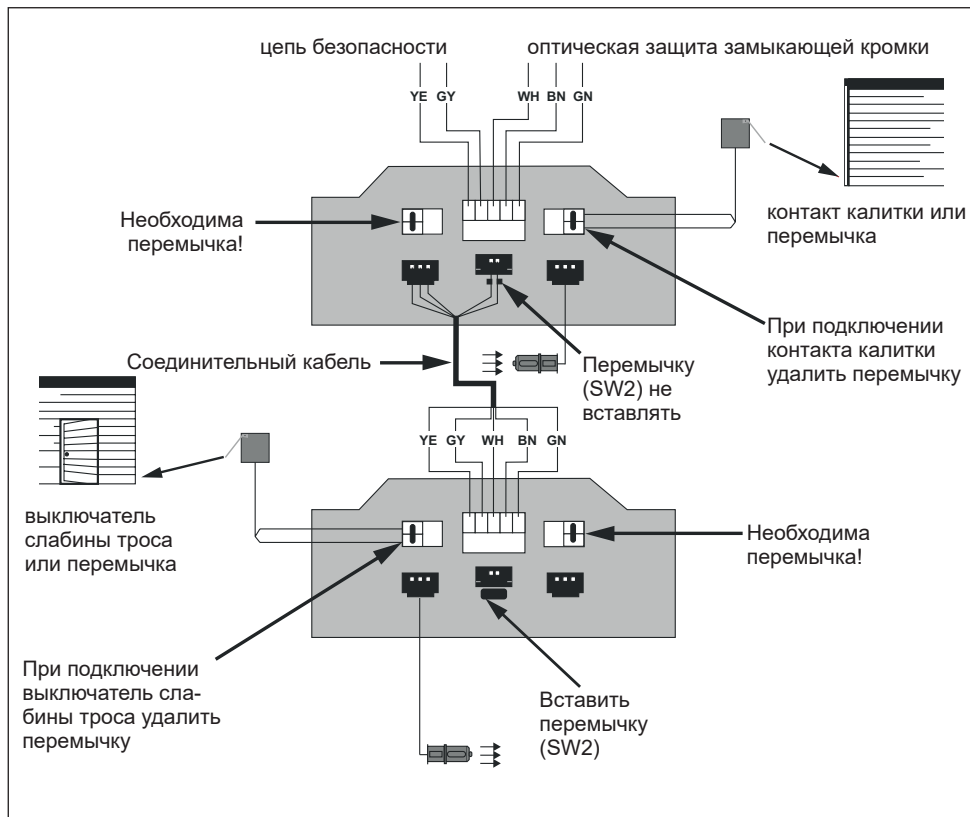 цепь безопасности
оптическая защита замыкающей кромки
YE GY WH BN GN
Необходима
перемычка!
контакт калитки или
перемычка
При подключении
контакта калитки
удалить перемычку
Соединительный кабель
Перемычку
(SW2) не
вставлять
YE GY WH BN GN
выключатель
слабины троса
или перемычка
Необходима
перемычка!
При подключении
выключатель сла-
бины троса удалить
перемычку
Вставить
перемычку
(SW2)